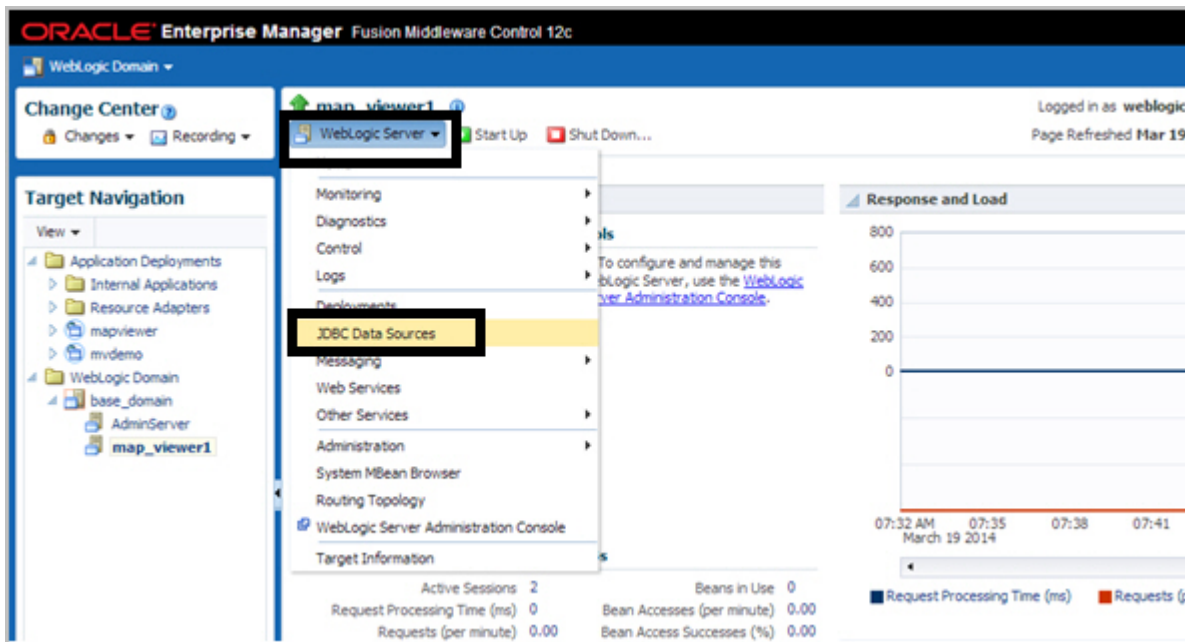 ORACLE Enterprise Manager Fusion Middleware Control 12c
WebLogic Domain
Change Center
Changes Recording
map_viewer1
WebLogic Server Start Up Shut Down...
Logged in as weblogic
Page Refreshed Mar 19
Target Navigation
View
Application Deployments
Internal Applications
Resource Adapters
mapviewer
mvdemo
WebLogic Domain
base_domain
AdminServer
map_viewer1
Monitoring
Diagnostics
Control
Logs
Deployments
JDBC Data Sources
Messaging
Web Services
Other Services
Administration
System MBean Browser
Routing Topology
WebLogic Server Administration Console
Target Information
To configure and manage this
WebLogic
Administration Console.
Active Sessions 2
Request Processing Time (ms) 0
Requests (per minute) 0.00
Beans in Use 0
Bean Accesses (per minute) 0.00
Bean Access Successes (%) 0.00
Response and Load
800
600
400
200
0
07:32 AM 07:35 07:38 07:41
March 19 2014
Request Processing Time (ms) Requests (p